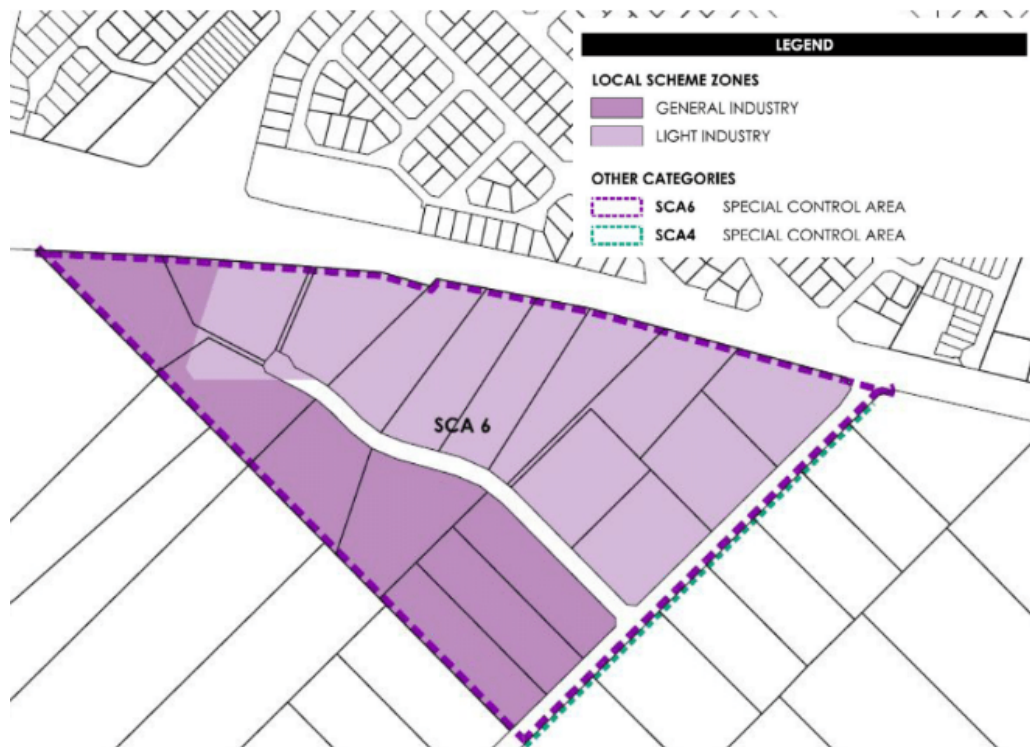 LEGEND
LOCAL SCHEME ZONES
GENERAL INDUSTRY
LIGHT INDUSTRY
OTHER CATEGORIES
SCA6 SPECIAL CONTROL AREA
SCA4 SPECIAL CONTROL AREA
SCA 6